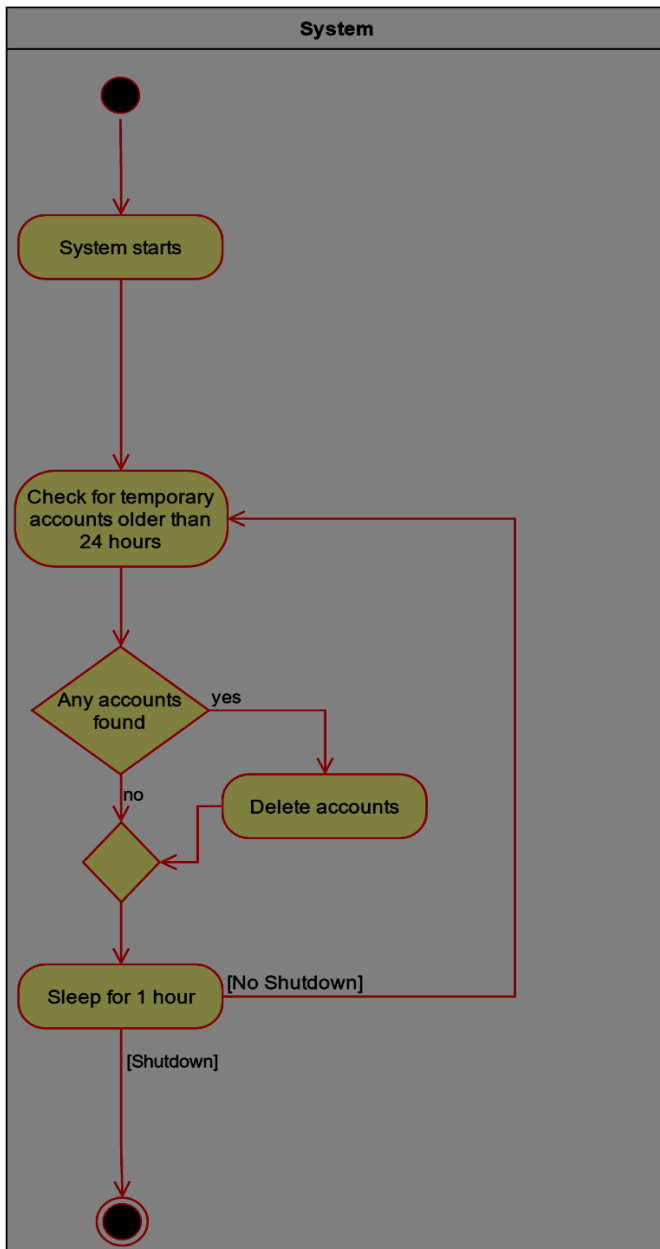 System
System starts
Check for temporary
accounts older than
24 hours
Any accounts
found
yes
no
Delete accounts
Sleep for 1 hour
[No Shutdown]
[Shutdown]